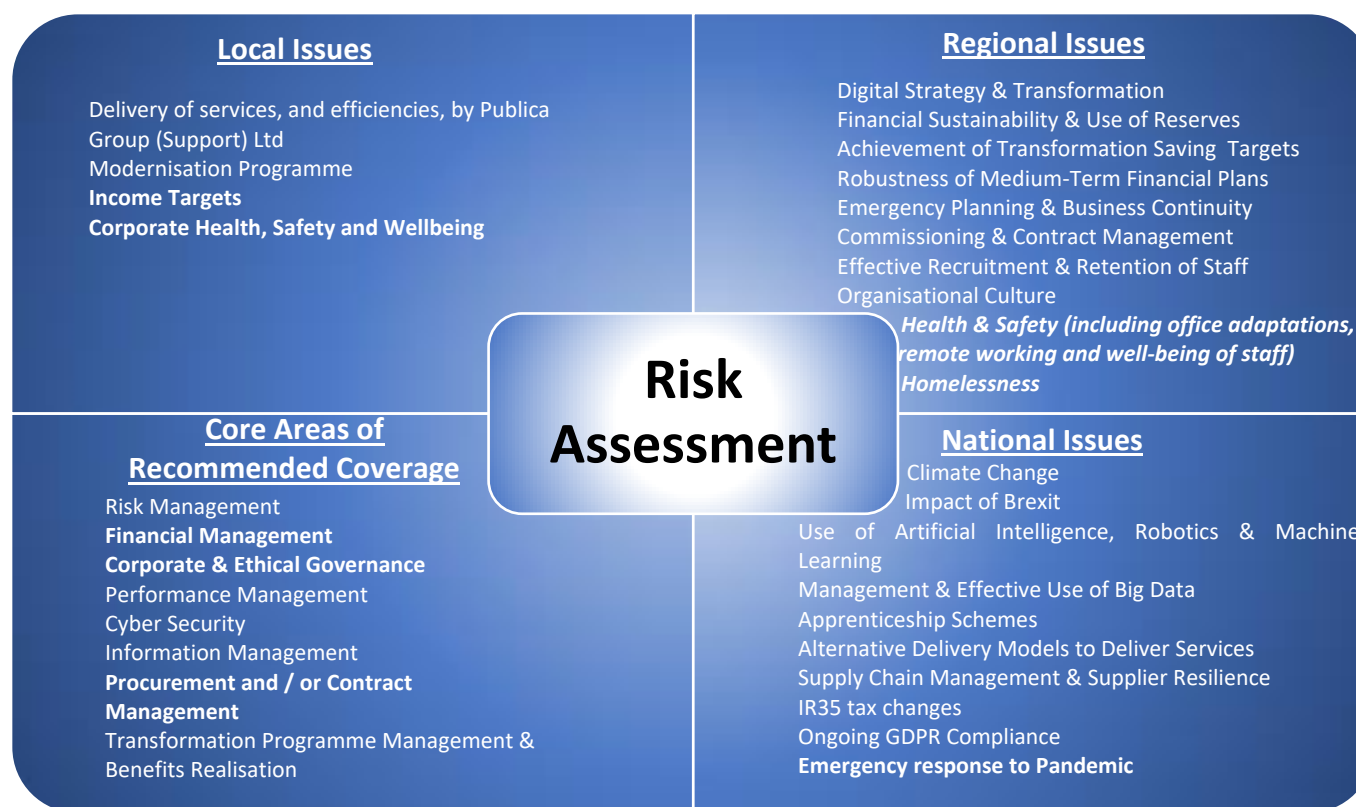 Local Issues
Delivery of services, and efficiencies, by Publica
Group (Support) Ltd
Modernisation Programme
Income Targets
Corporate Health, Safety and Wellbeing
Regional Issues
Digital Strategy & Transformation
Financial Sustainability & Use of Reserves
Achievement of Transformation Saving Targets
Robustness of Medium-Term Financial Plans
Emergency Planning & Business Continuity
Commissioning & Contract Management
Effective Recruitment & Retention of Staff
Organisational Culture
Health & Safety (including office adaptations,
remote working and well-being of staff)
Homelessness
Risk
Assessment
Core Areas of
Recommended Coverage
Risk Management
Financial Management
Corporate & Ethical Governance
Performance Management
Cyber Security
Information Management
Procurement and / or Contract
Management
Transformation Programme Management &
Benefits Realisation
National Issues
Climate Change
Impact of Brexit
Use of Artificial Intelligence, Robotics & Machine
Learning
Management & Effective Use of Big Data
Apprenticeship Schemes
Alternative Delivery Models to Deliver Services
Supply Chain Management & Supplier Resilience
IR35 tax changes
Ongoing GDPR Compliance
Emergency response to Pandemic